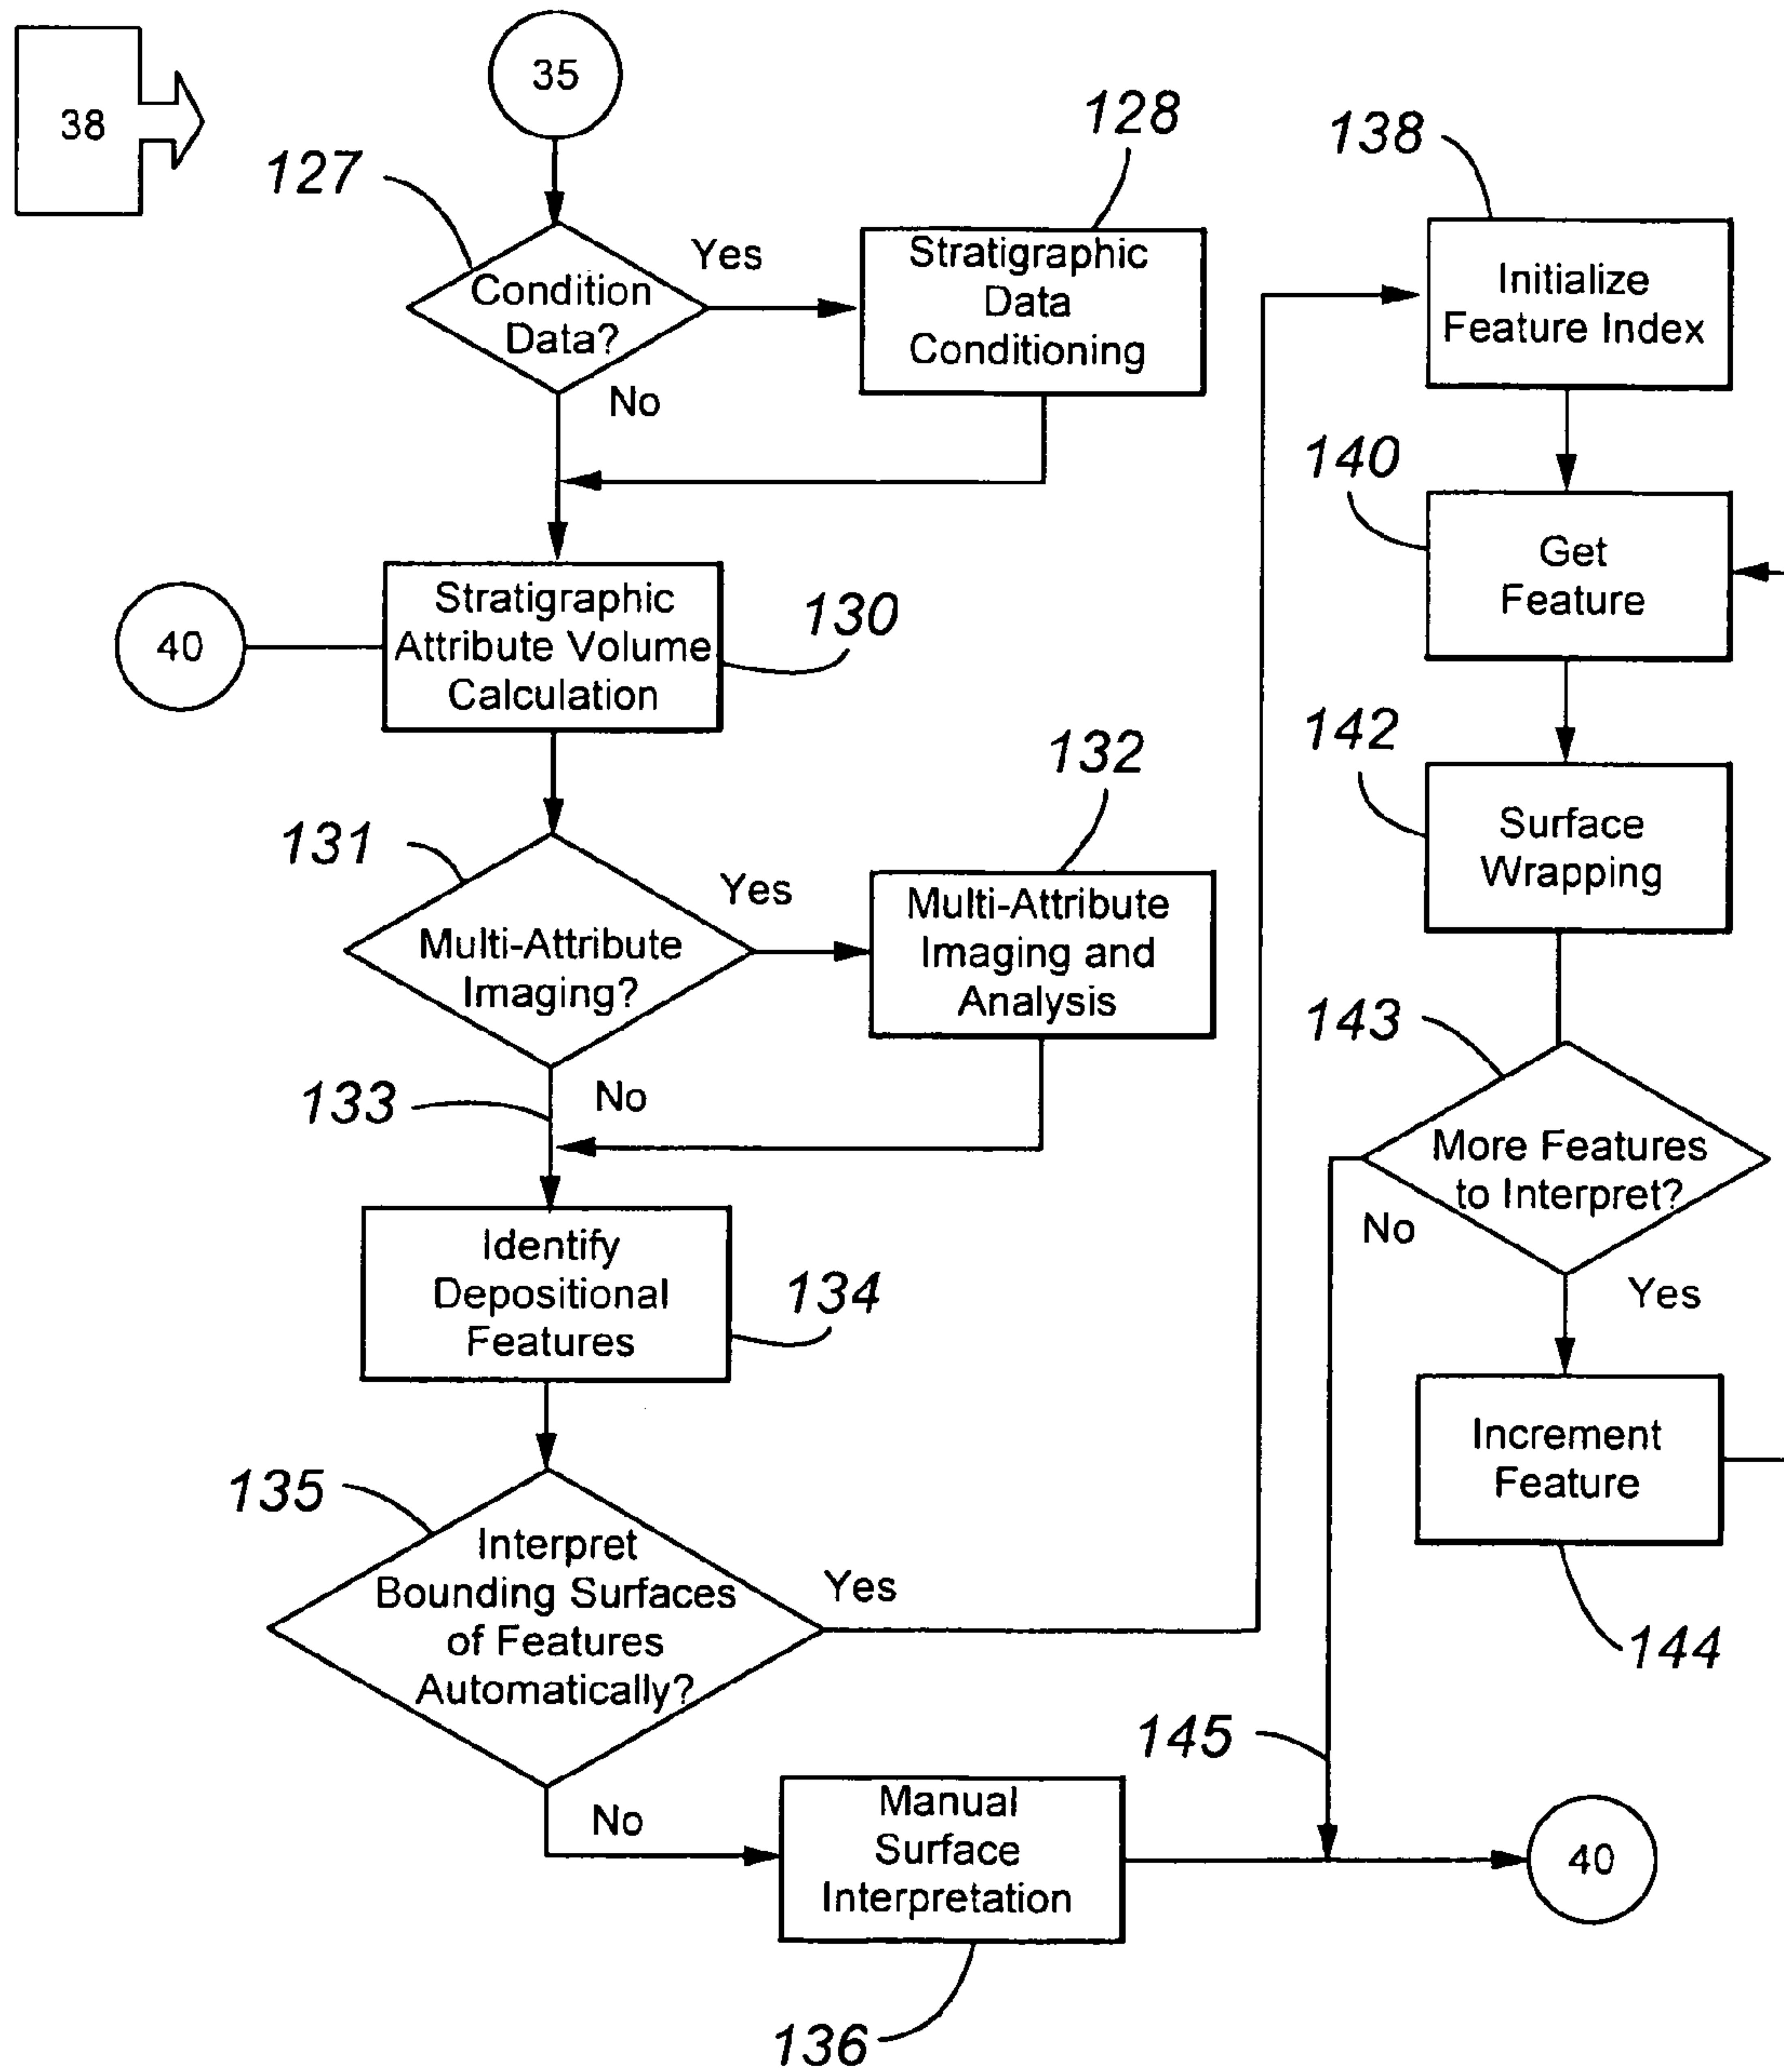 38
35
127
Condition
Data?
Yes
No
128
Stratigraphic
Data
Conditioning
40
Stratigraphic
Attribute Volume
Calculation
130
131
Multi-Attribute
Imaging?
Yes
No
132
Multi-Attribute
Imaging and
Analysis
133
Identify
Depositional
Features
134
135
Interpret
Bounding Surfaces
of Features
Automatically?
Yes
No
Manual
Surface
Interpretation
136
138
Initialize
Feature Index
140
Get
Feature
142
Surface
Wrapping
143
More Features
to Interpret?
No
Yes
Increment
Feature
144
145
40